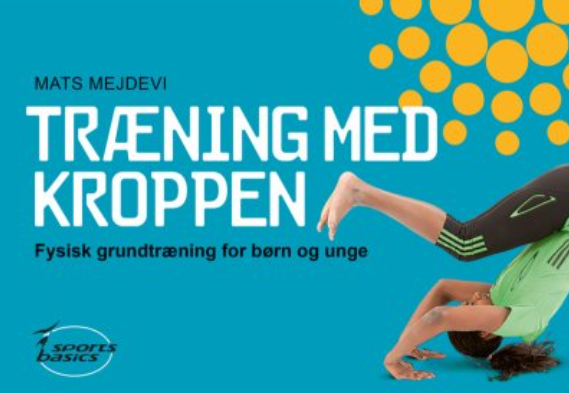 MATS MEJDEVI
TRÆNING MED
KROPPEN
Fysisk grundtræning for børn og unge
sports
basics